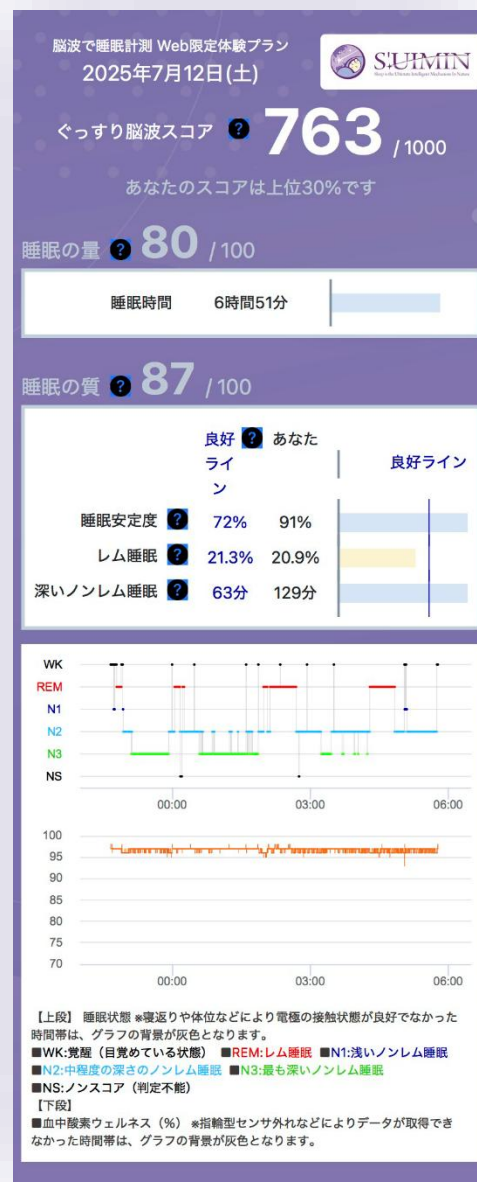 脳波で睡眠計測 Web限定体験プラン
2025年7月12日(土)
S'UIMIN
ぐっすり脳波スコア ? 763 / 1000
あなたのスコアは上位30%です
睡眠の量 ? 80 / 100
睡眠時間 6時間51分
睡眠の質 ? 87 / 100
良好 ? あなた
ライ
ン
良好ライン
睡眠安定度 ? 72% 91%
レム睡眠 ? 21.3% 20.9%
深いノンレム睡眠 ? 63分 129分
WK
REM
N1
N2
N3
NS
00:00 03:00 06:00
100
95
90
85
80
75
70
00:00 03:00 06:00
【上段】 睡眠状態 ※寝返りや体位などにより電極の接触状態が良好でなかった
時間帯は、グラフの背景が灰色となります。
■WK:覚醒（目覚めている状態） ■REM:レム睡眠 ■N1:浅いノンレム睡眠
■N2:中程度の深さのノンレム睡眠 ■N3:最も深いノンレム睡眠
■NS:ノンスコア（判定不能）
【下段】
■血中酸素ウェルネス（%） ※指輪型センサ外れなどによりデータが取得でき
なかった時間帯は、グラフの背景が灰色となります。